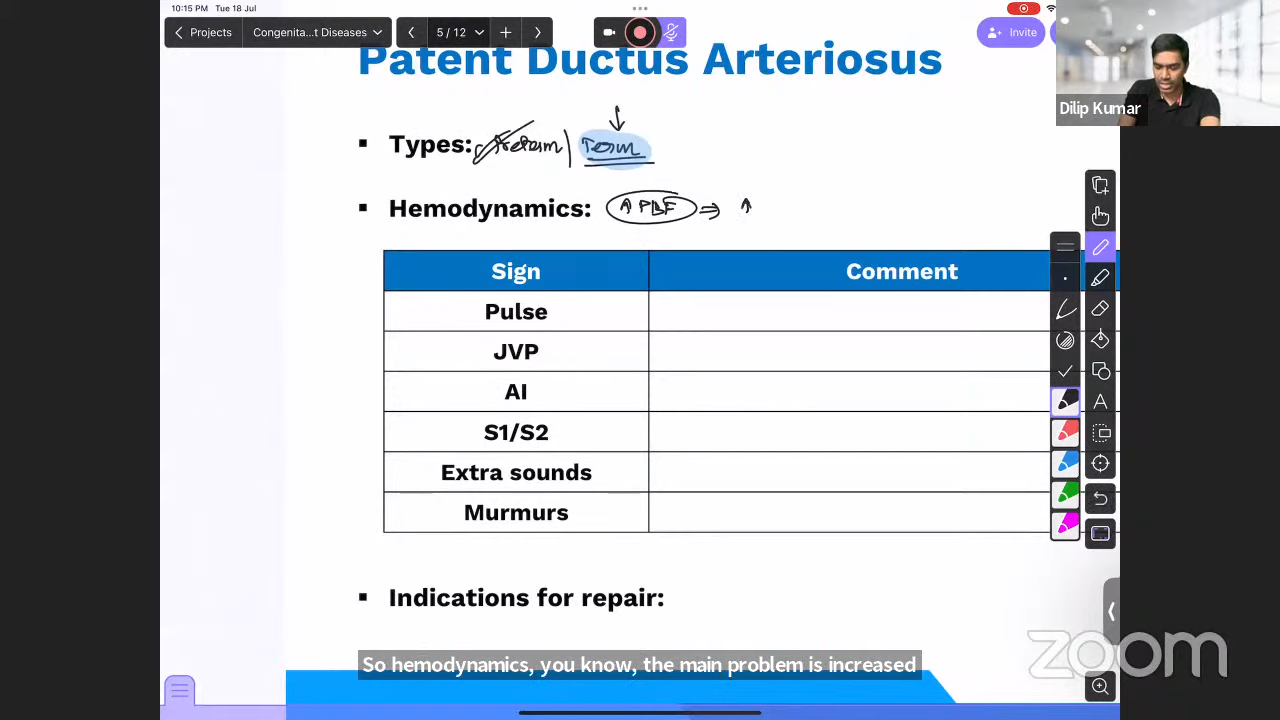 10:15 PM Tue 18 Jul
Projects Congenita...t Diseases 5 / 12 Invite
Patent Ductus Arteriosus
Dilip Kumar
▪ Types: Preterm | Term
▪ Hemodynamics: ↑ PBF ⇒ ↑
Sign Comment
Pulse
JVP
AI
S1/S2
Extra sounds
Murmurs
▪ Indications for repair:
zoom
So hemodynamics, you know, the main problem is increased